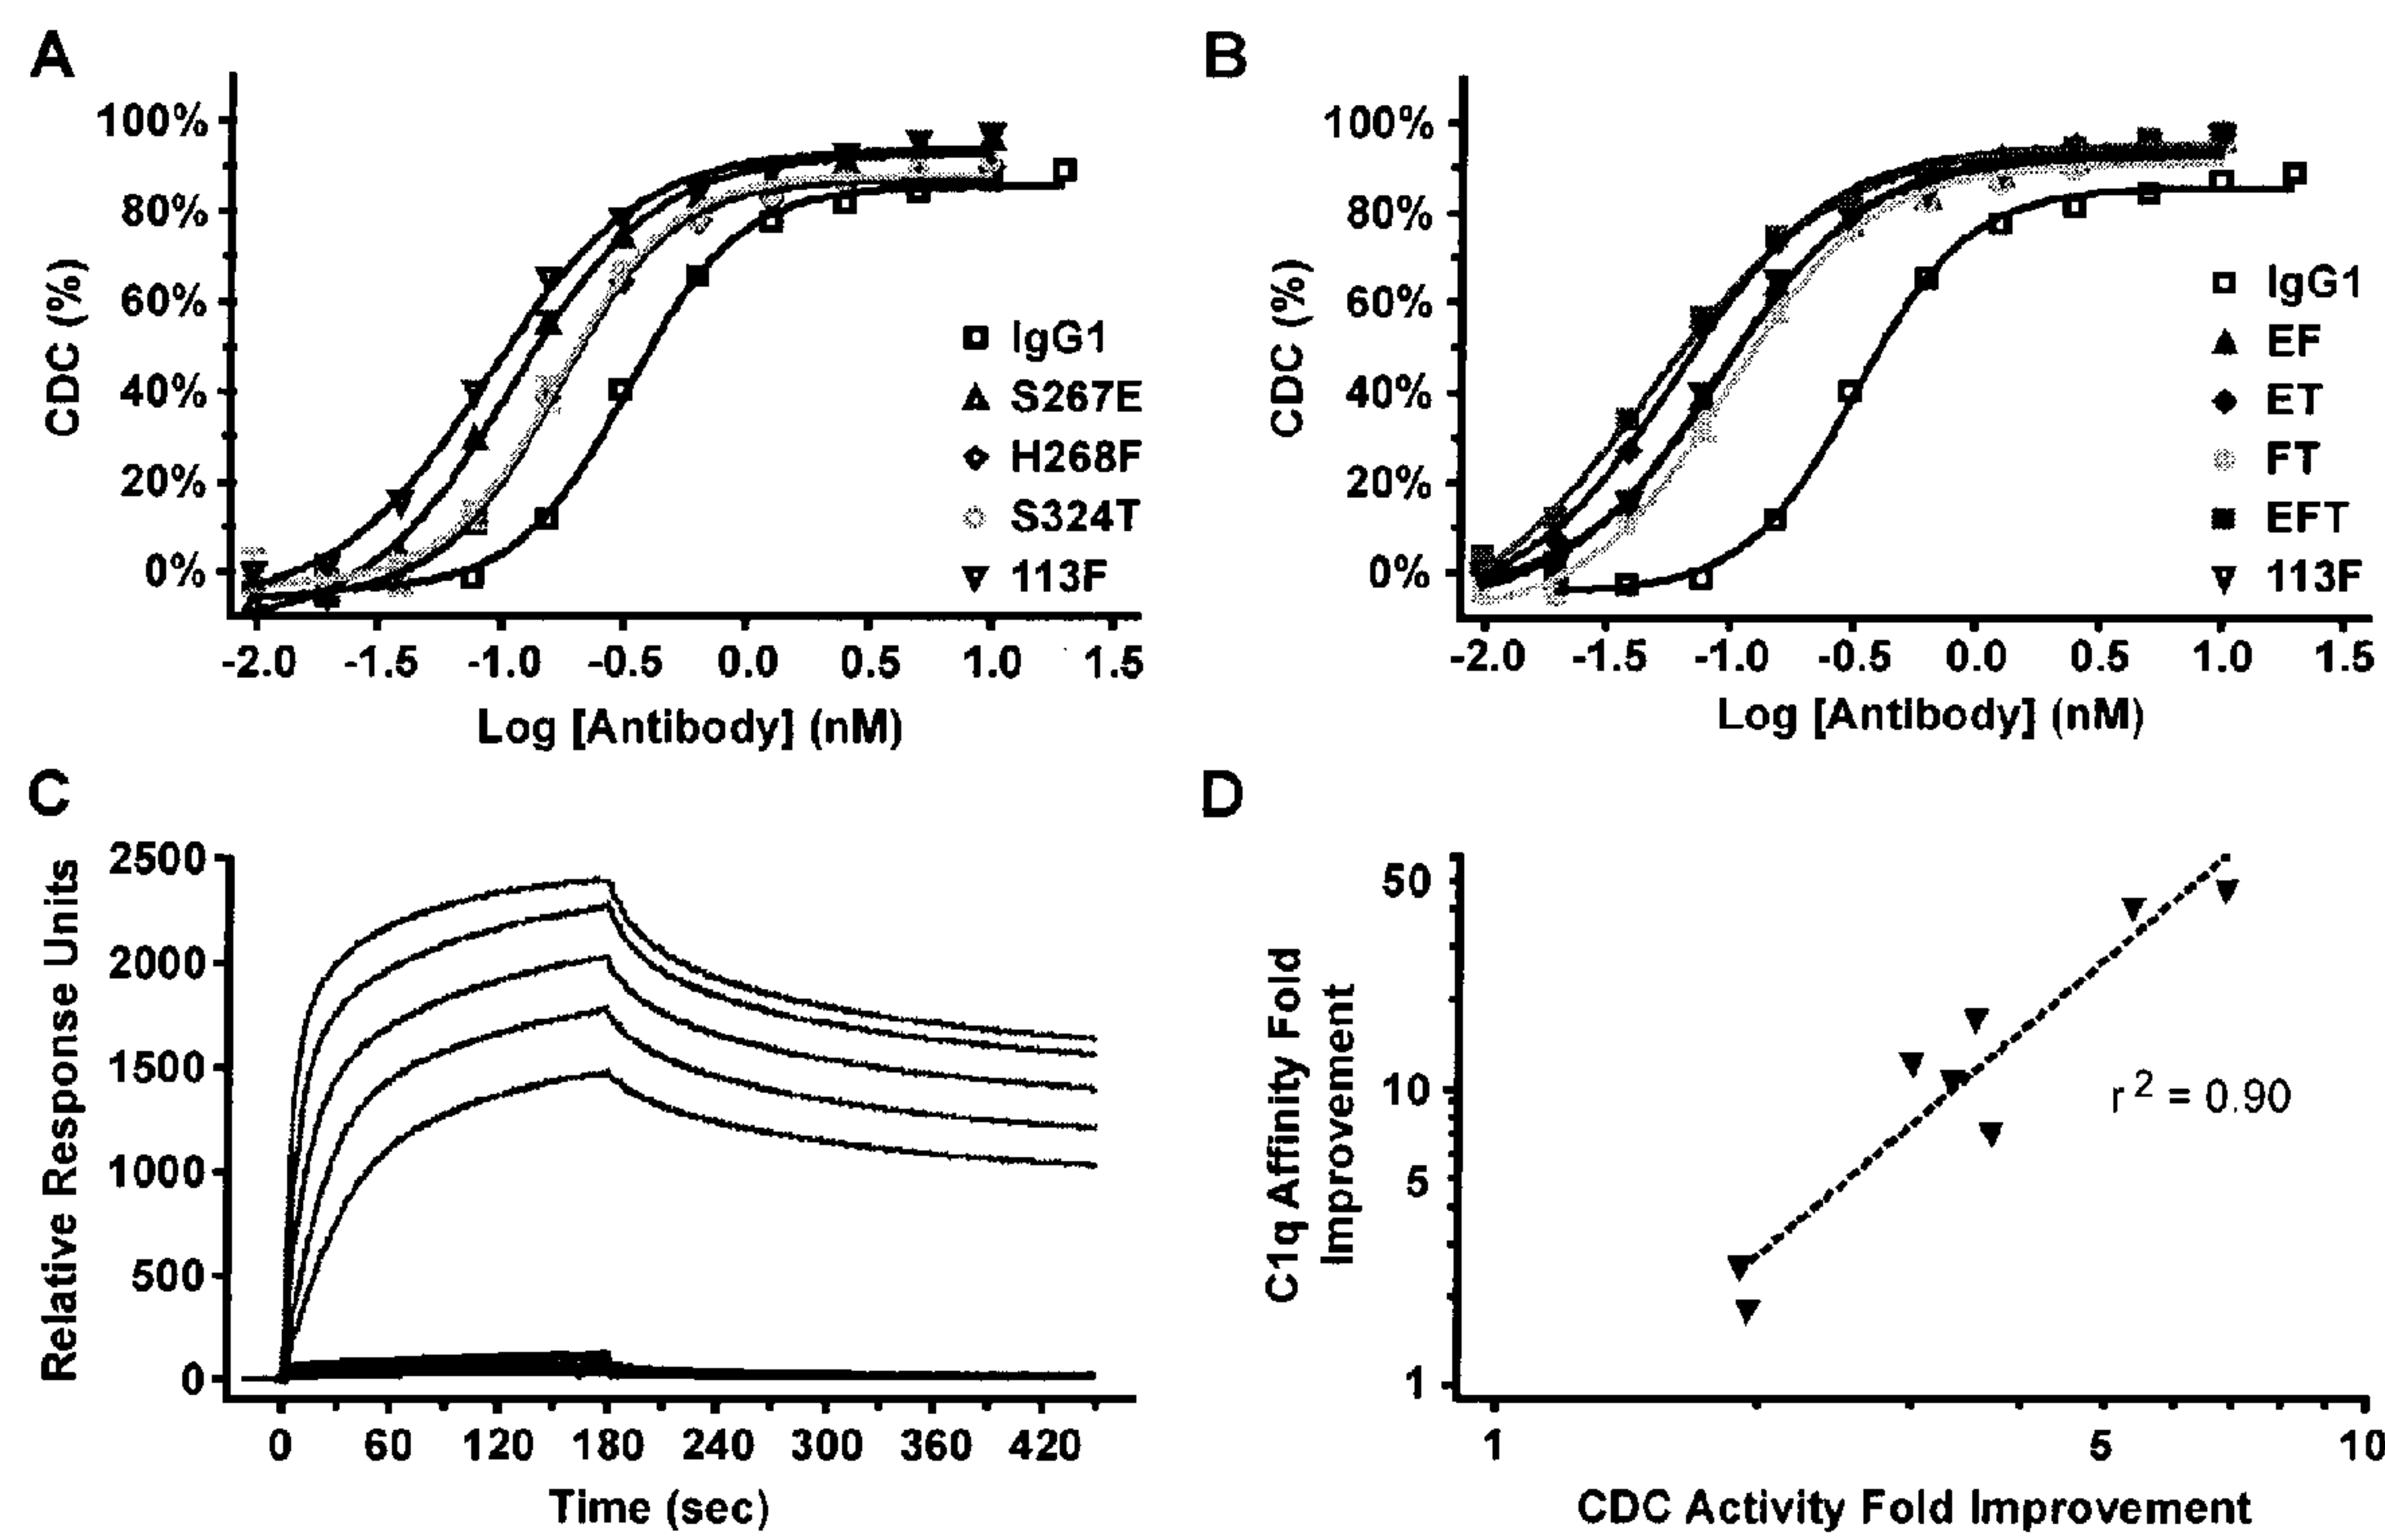 A
100%
80%
60%
40%
20%
0%
CDC (%)
IgG1
S267E
H268F
S324T
113F
-2.0 -1.5 -1.0 -0.5 0.0 0.5 1.0 1.5
Log [Antibody] (nM)
B
100%
80%
60%
40%
20%
0%
CDC (%)
IgG1
EF
ET
FT
EFT
113F
-2.0 -1.5 -1.0 -0.5 0.0 0.5 1.0 1.5
Log [Antibody] (nM)
C
2500
2000
1500
1000
500
0
Relative Response Units
0 60 120 180 240 300 360 420
Time (sec)
D
50
10
5
1
C1q Affinity Fold
Improvement
r 2 = 0.90
1 5 10
CDC Activity Fold Improvement